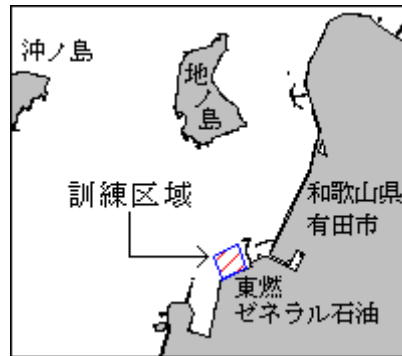 沖ノ島
地ノ島
訓練区域
和歌山県
有田市
東燃
ゼネラル石油